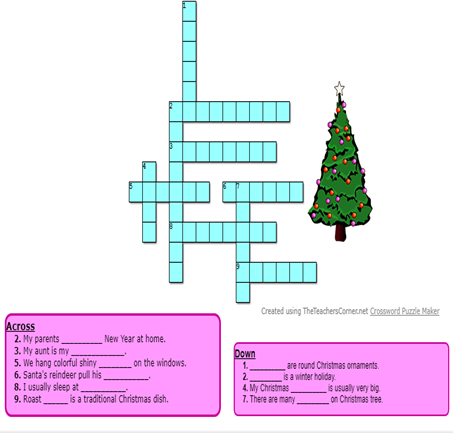 1
2
3
4
5
6
7
8
9
Created using TheTeachersCorner.net Crossword Puzzle Maker
Across
2. My parents __________ New Year at home.
3. My aunt is my _____________.
5. We hang colorful shiny ________ on the windows.
6. Santa's reindeer pull his ___________.
8. I usually sleep at ___________.
9. Roast ______ is a traditional Christmas dish.
Down
1. _________ are round Christmas ornaments.
2. ________ is a winter holiday.
4. My Christmas _________ is usually very big.
7. There are many ________ on Christmas tree.